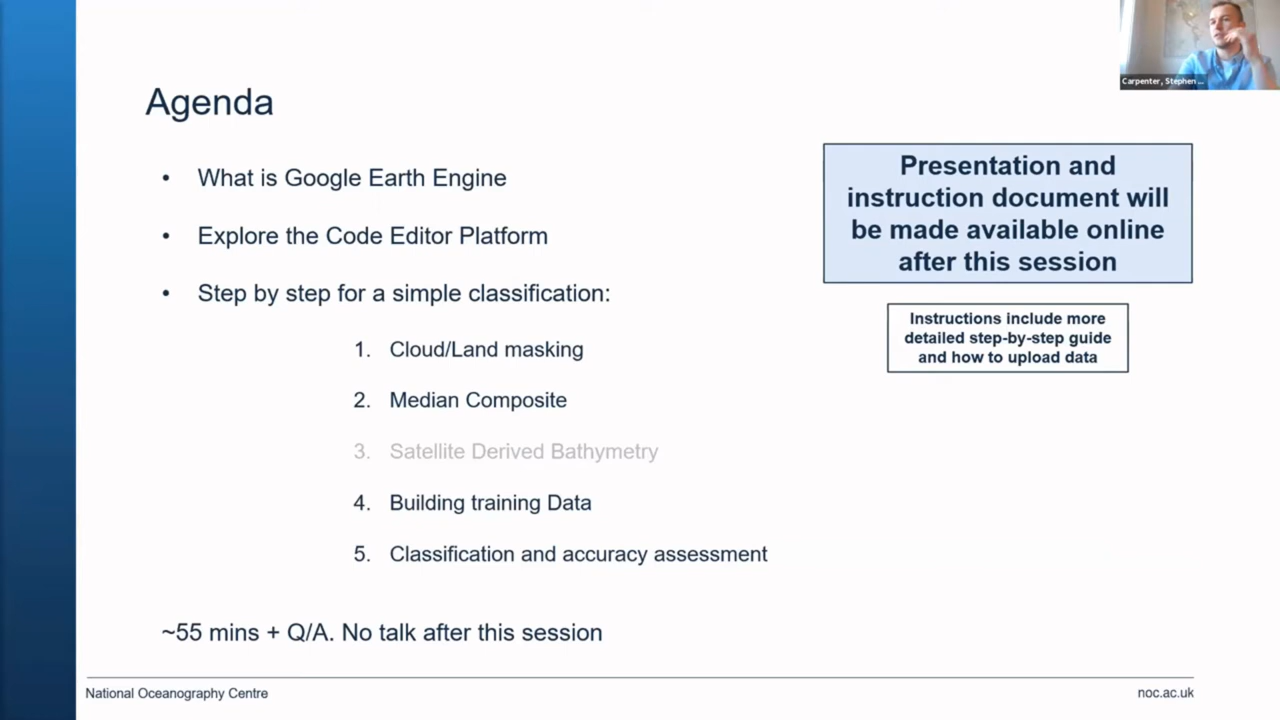 Carpenter, Stephen ...
Agenda
• What is Google Earth Engine
• Explore the Code Editor Platform
• Step by step for a simple classification:
1. Cloud/Land masking
2. Median Composite
3. Satellite Derived Bathymetry
4. Building training Data
5. Classification and accuracy assessment
~55 mins + Q/A. No talk after this session
Presentation and
instruction document will
be made available online
after this session
Instructions include more
detailed step-by-step guide
and how to upload data
National Oceanography Centre
noc.ac.uk